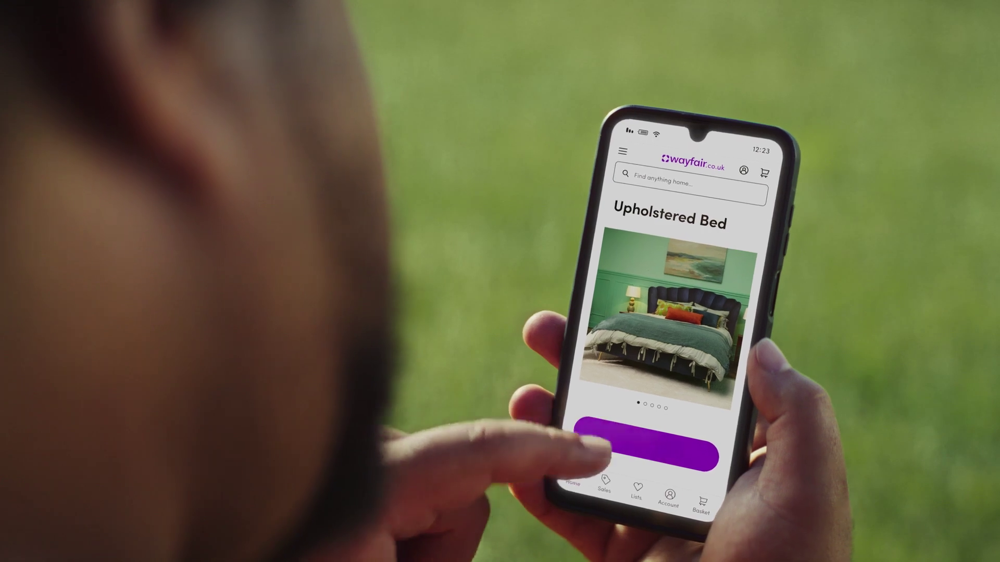 12:23
wayfair.co.uk
Find anything home...
Upholstered Bed
Home
Sales
Lists
Account
Basket